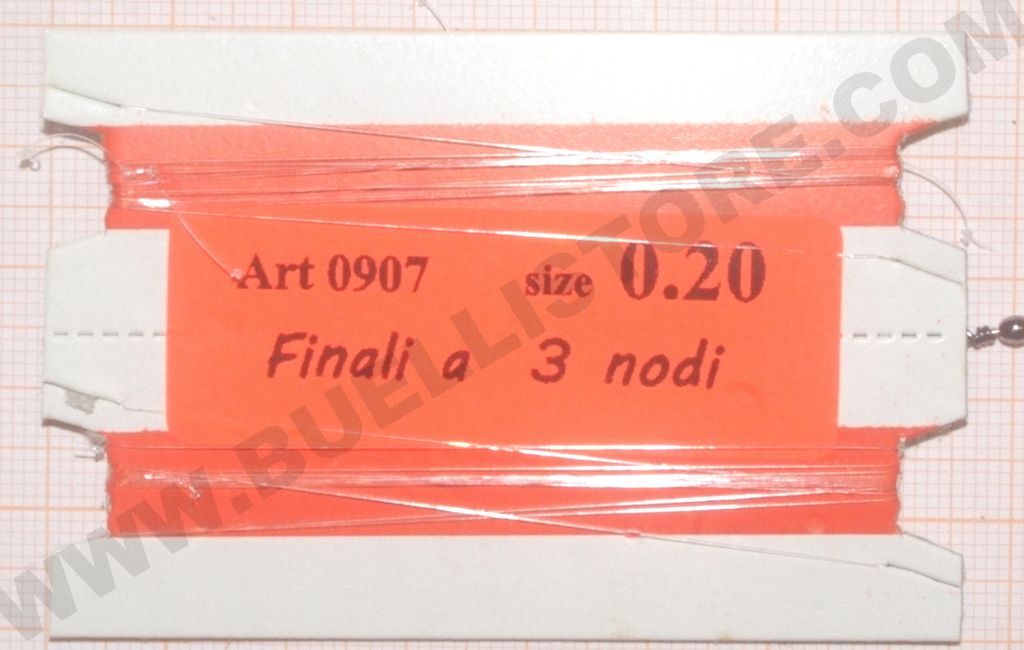 Art 0907 size 0.20
Finali a 3 nodi
WWW.BUELLISTORE.COM